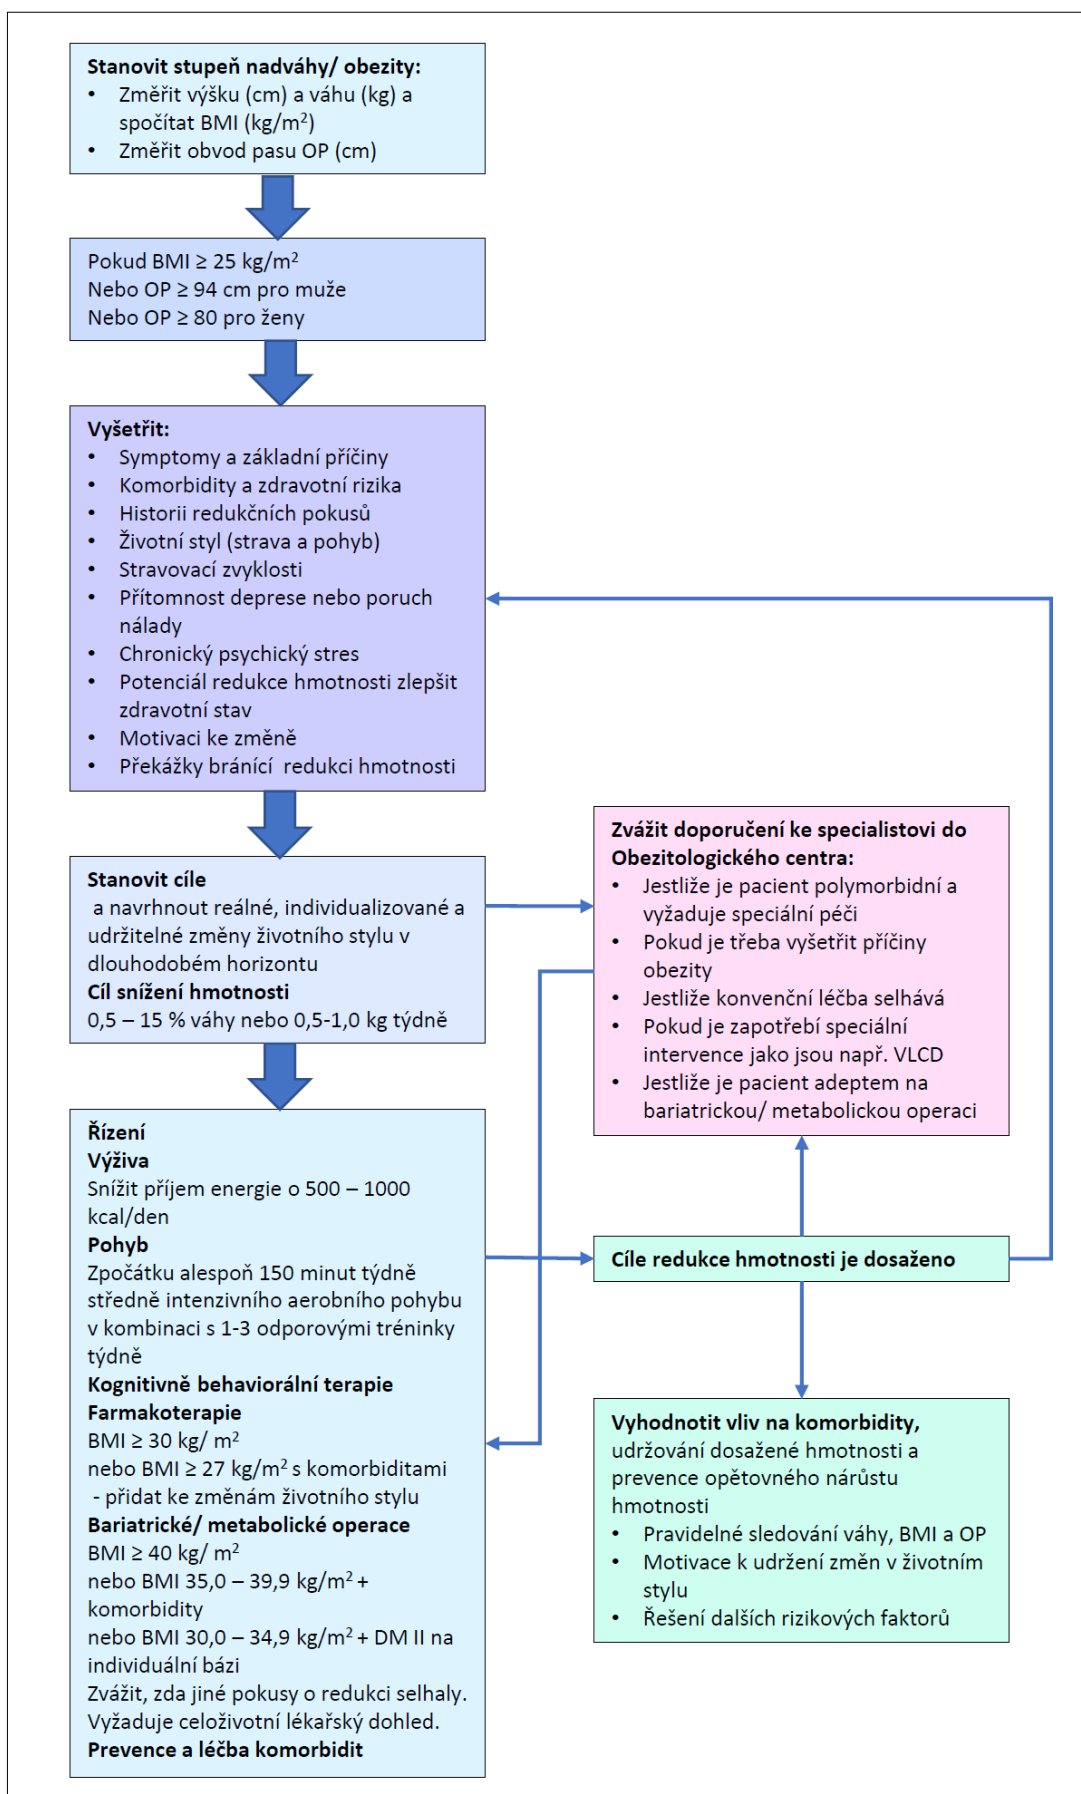 Stanovit stupeň nadváhy/ obezity:
• Změřit výšku (cm) a váhu (kg) a
spočítat BMI (kg/m²)
• Změřit obvod pasu OP (cm)
Pokud BMI ≥ 25 kg/m²
Nebo OP ≥ 94 cm pro muže
Nebo OP ≥ 80 pro ženy
Vyšetřit:
• Symptomy a základní příčiny
• Komorbidity a zdravotní rizika
• Historii redukčních pokusů
• Životní styl (strava a pohyb)
• Stravovací zvyklosti
• Přítomnost deprese nebo poruch
nálady
• Chronický psychický stres
• Potenciál redukce hmotnosti zlepšit
zdravotní stav
• Motivaci ke změně
• Překážky bránící redukci hmotnosti
Stanovit cíle
a navrhnout reálné, individualizované a
udržitelné změny životního stylu v
dlouhodobém horizontu
Cíl snížení hmotnosti
0,5 – 15 % váhy nebo 0,5-1,0 kg týdně
Zvážit doporučení ke specialistovi do
Obezitologického centra:
• Jestliže je pacient polymorbidní a
vyžaduje speciální péči
• Pokud je třeba vyšetřit příčiny
obezity
• Jestliže konvenční léčba selhává
• Pokud je zapotřebí speciální
intervence jako jsou např. VLCD
• Jestliže je pacient adeptem na
bariatrickou/ metabolickou operaci
Řízení
Výživa
Snížit příjem energie o 500 – 1000
kcal/den
Pohyb
Zpočátku alespoň 150 minut týdně
středně intenzivního aerobního pohybu
v kombinaci s 1-3 odporovými tréninky
týdně
Kognitivně behaviorální terapie
Farmakoterapie
BMI ≥ 30 kg/ m²
nebo BMI ≥ 27 kg/m² s komorbiditami
- přidat ke změnám životního stylu
Bariatrické/ metabolické operace
BMI ≥ 40 kg/ m²
nebo BMI 35,0 – 39,9 kg/m² +
komorbidity
nebo BMI 30,0 – 34,9 kg/m² + DM II na
individuální bázi
Zvážit, zda jiné pokusy o redukci selhaly.
Vyžaduje celoživotní lékařský dohled.
Prevence a léčba komorbidit
Cíle redukce hmotnosti je dosaženo
Vyhodnotit vliv na komorbidity,
udržování dosažené hmotnosti a
prevence opětovného nárůstu
hmotnosti
• Pravidelné sledování váhy, BMI a OP
• Motivace k udržení změn v životním
stylu
• Řešení dalších rizikových faktorů